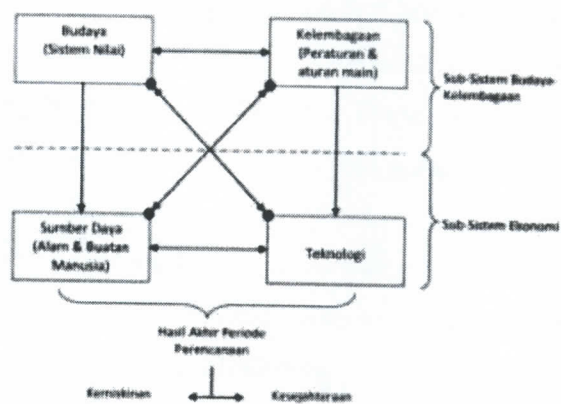 Budaya
(Sistem Nilai)
Kelembagaan
(Peraturan &
aturan main)
Sub-Sistem Budaya-
Kelembagaan
Sumber Daya
(Alam & Buatan
Manusia)
Teknologi
Sub-Sistem Ekonomi
Hasil Akhir Periode
Perencanaan
Kemiskinan
Kesejahteraan